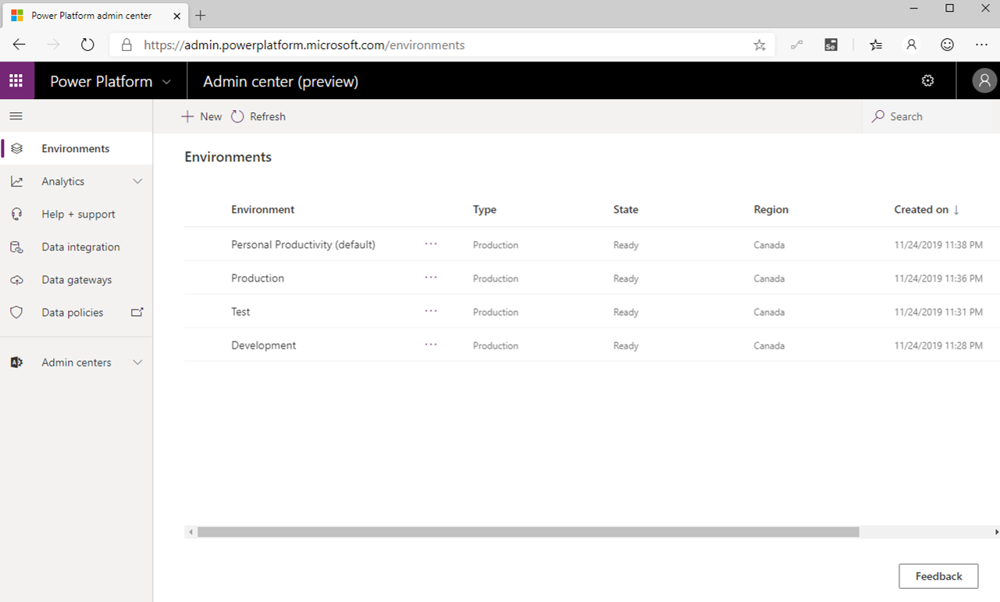 Power Platform admin center
https://admin.powerplatform.microsoft.com/environments
Se
Power Platform
Admin center (preview)
New Refresh Search
Environments
Analytics
Help + support
Data integration
Data gateways
Data policies
Admin centers
Environments
Environment Type State Region Created on ↓
Personal Productivity (default) ... Production Ready Canada 11/24/2019 11:38 PM
Production ... Production Ready Canada 11/24/2019 11:36 PM
Test ... Production Ready Canada 11/24/2019 11:31 PM
Development ... Production Ready Canada 11/24/2019 11:28 PM
Feedback